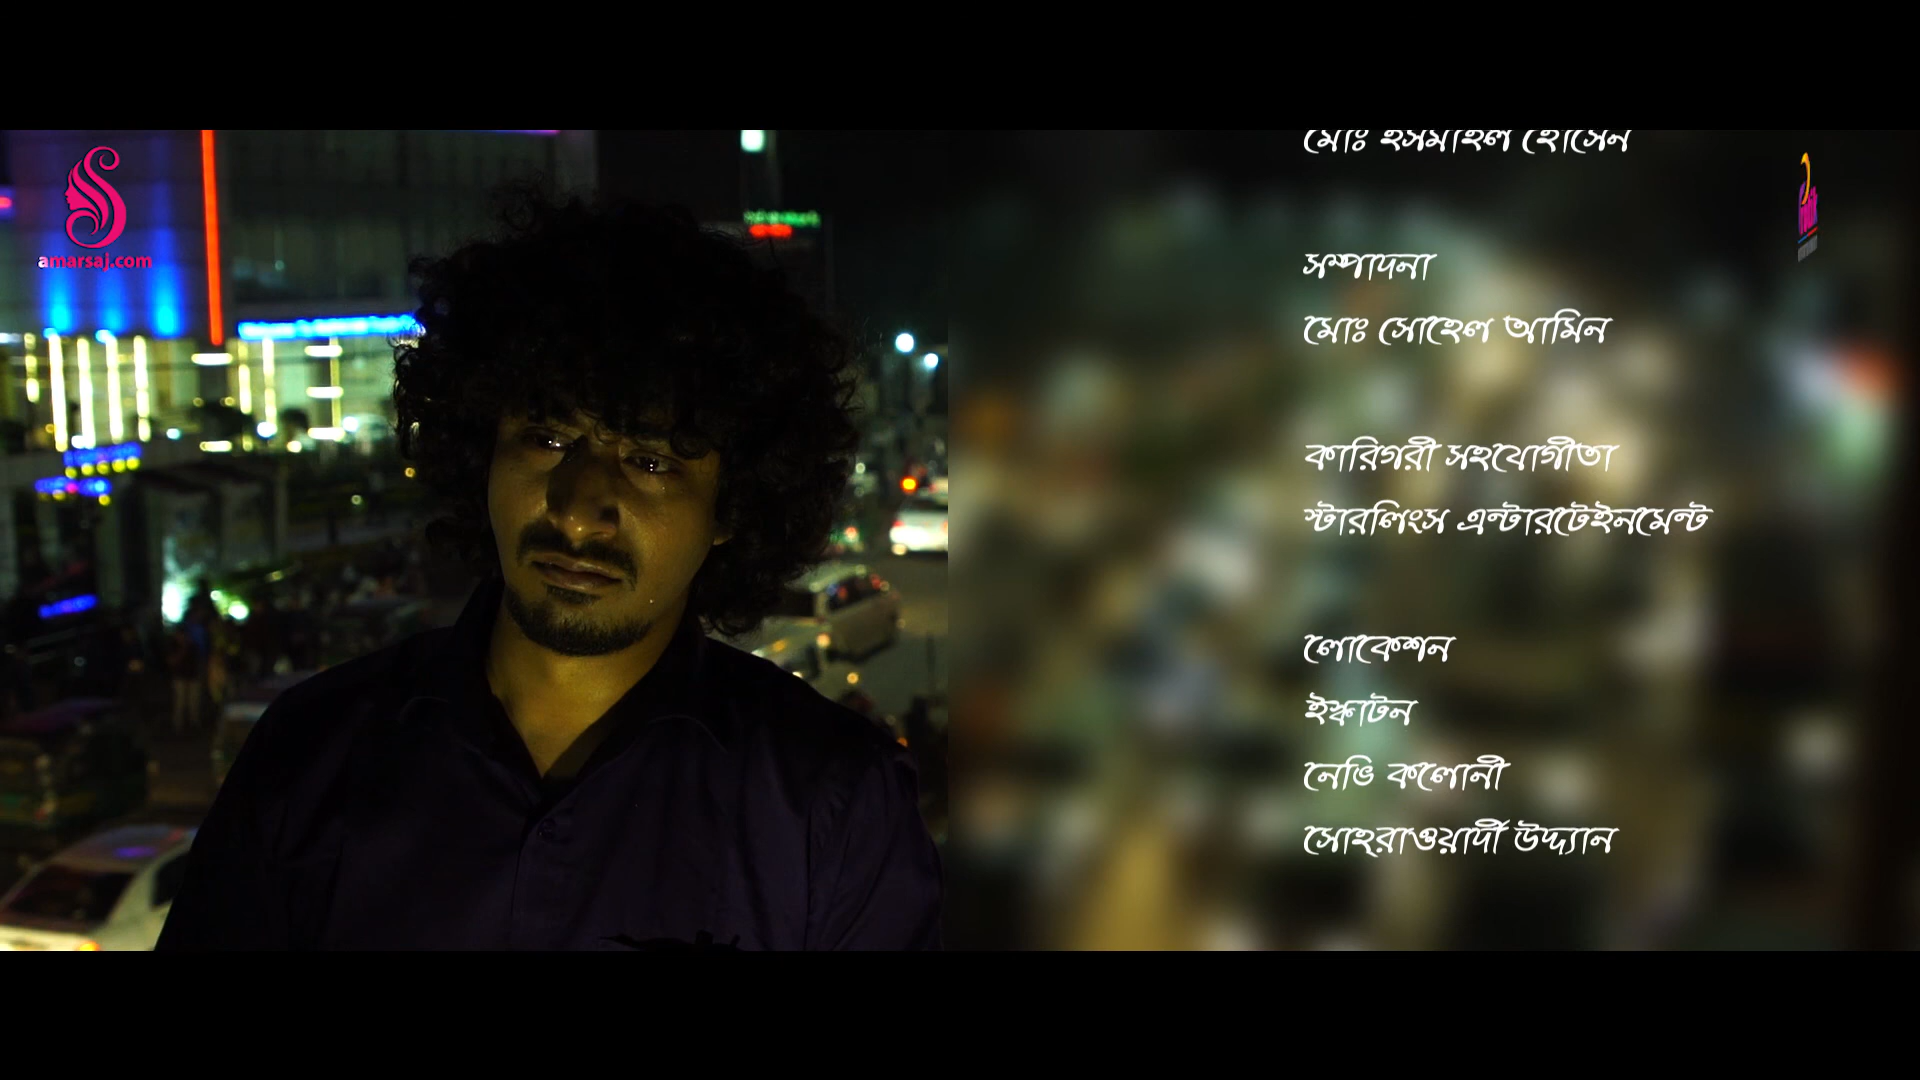 amarsaj.com
মোঃ ইসমাইল হোসেন
সম্পাদনা
মোঃ সোহেল আমিন
কারিগরী সহযোগীতা
স্টারলিংস এন্টারটেইনমেন্ট
লোকেশন
ইস্কাটন
নেভি কলোনী
সোহরাওয়ার্দী উদ্দ্যান